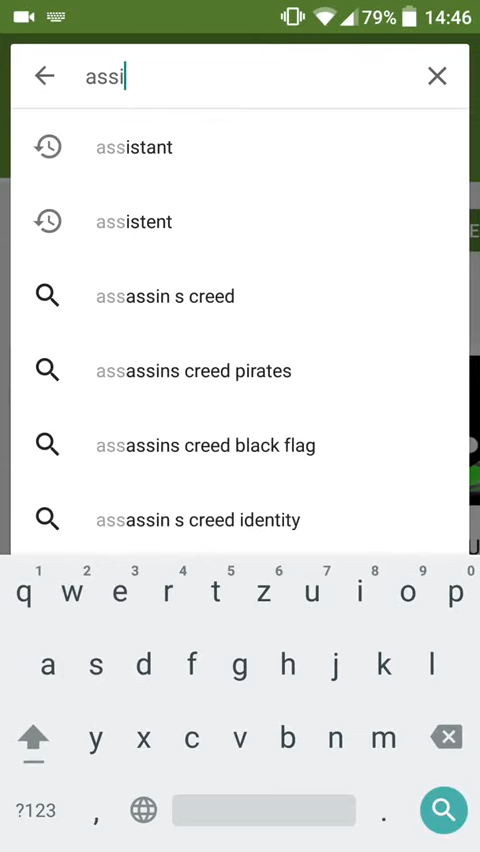 79% 14:46
assi
assistant
assistent
assassin s creed
assassins creed pirates
assassins creed black flag
assassin s creed identity
1 2 3 4 5 6 7 8 9 0
q w e r t z u i o p
a s d f g h j k l
y x c v b n m
?123 , .